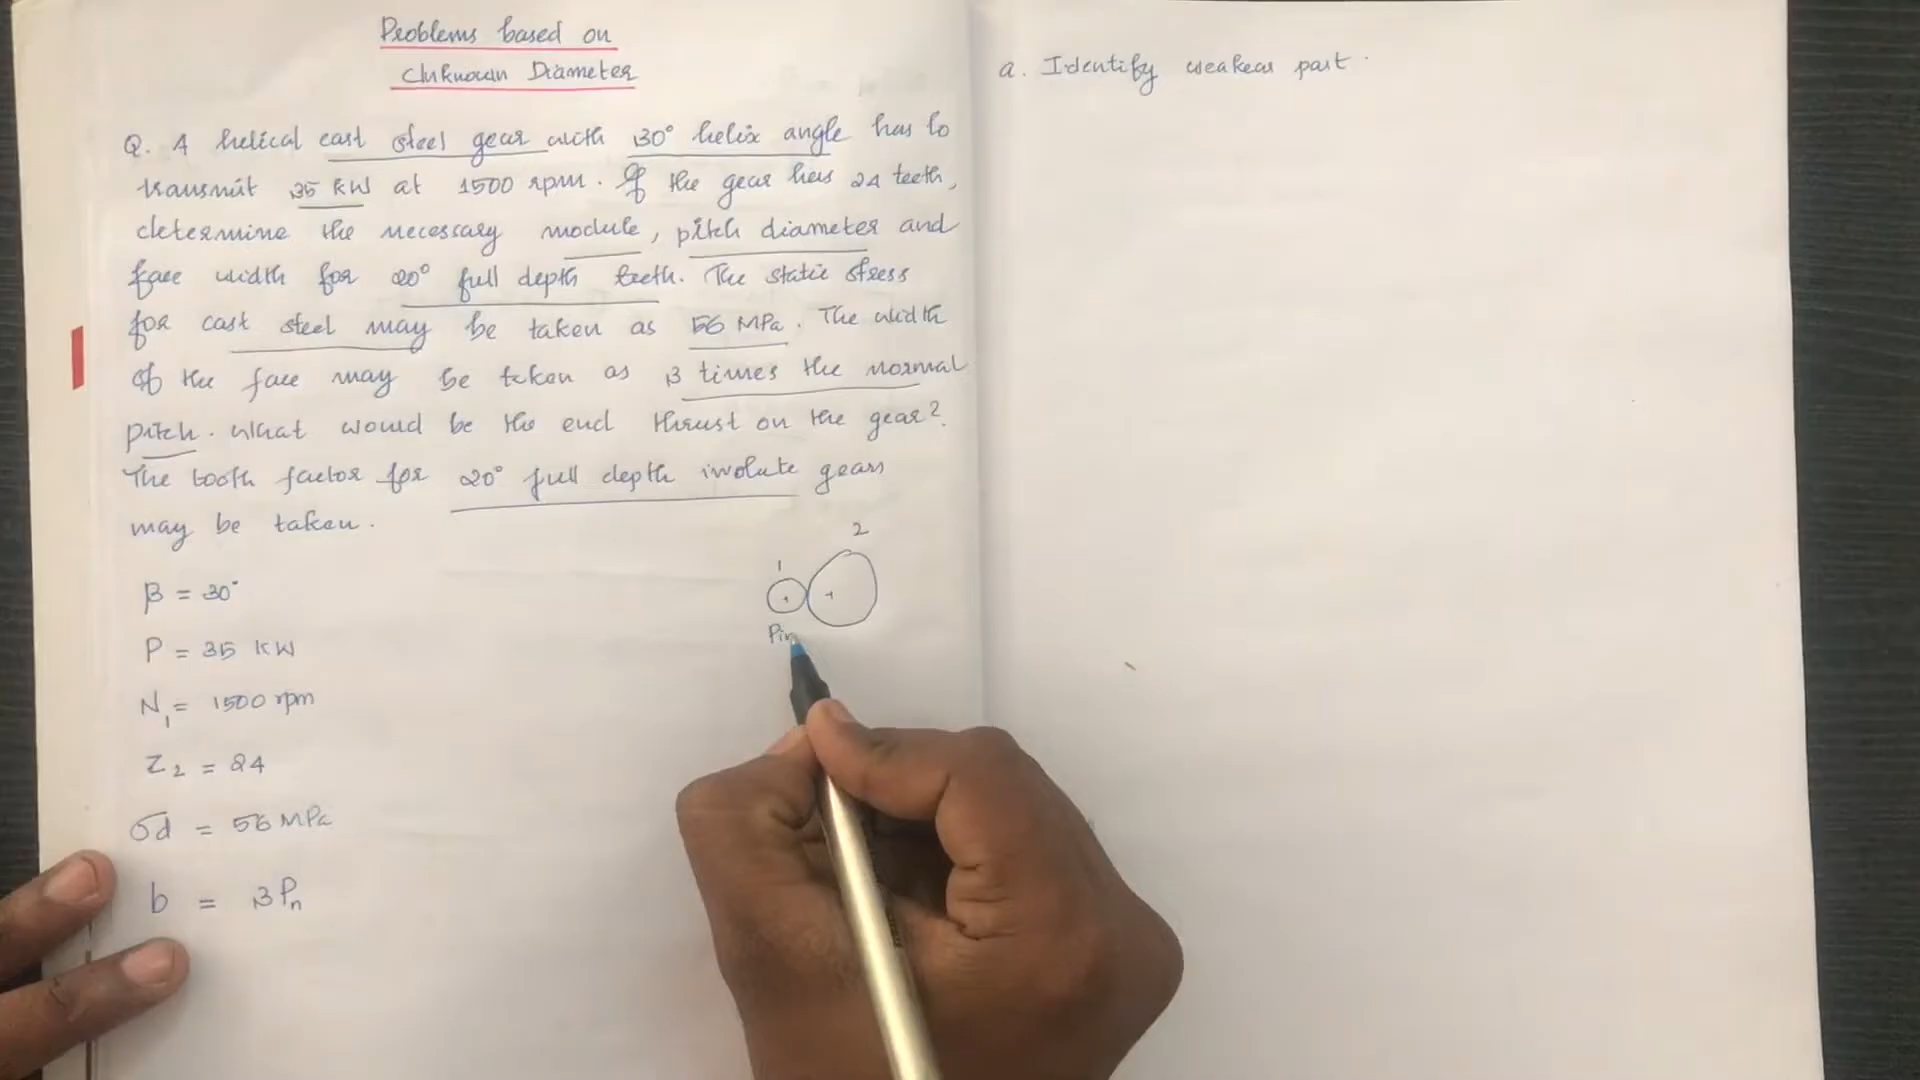 Problems based on
Unknown Diameter
Q. A helical cast steel gear with 30° helix angle has to
transmit 35 kW at 1500 rpm. If the gear has 24 teeth,
determine the necessary module, pitch diameter and
face width for 20° full depth teeth. The static stress
for cast steel may be taken as 56 MPa. The width
of the face may be taken as 3 times the normal
pitch. What would be the end thrust on the gear?
The tooth factor for 20° full depth involute gears
may be taken.
1 2
Pin
β = 30°
P = 35 kW
N₁ = 1500 rpm
Z₂ = 24
σd = 56 MPa
b = 3Pn
a. Identify weaker part.